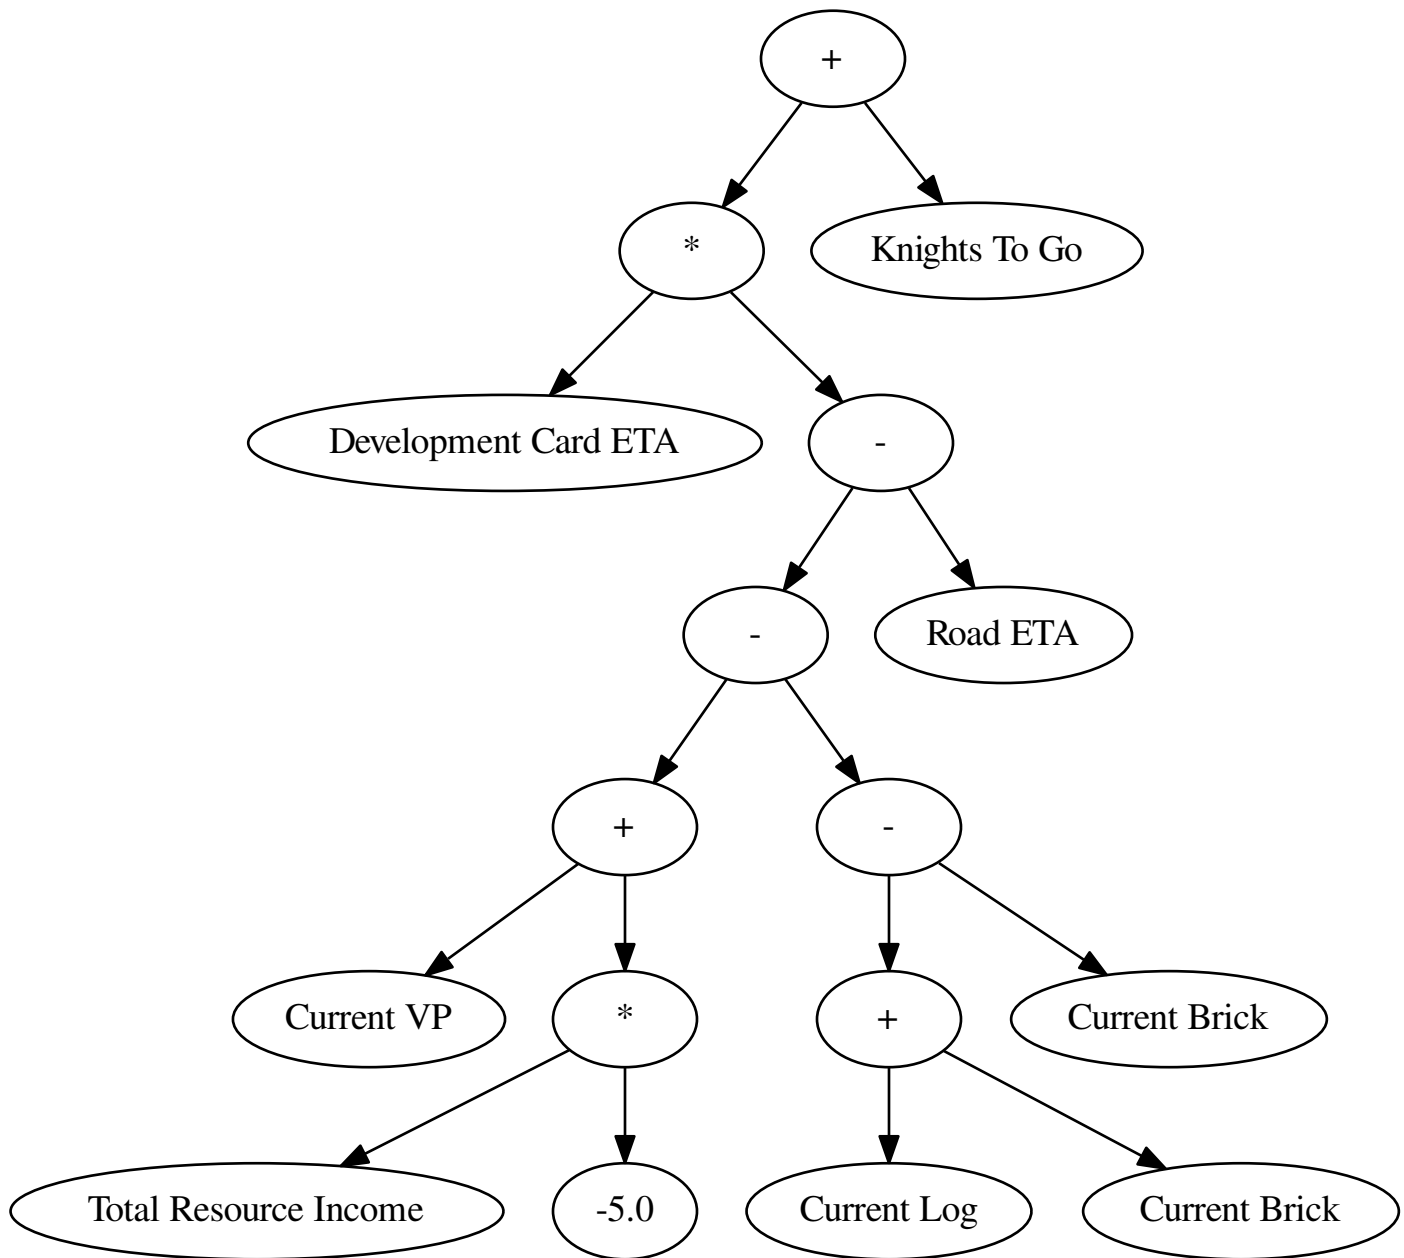 +
*
Knights To Go
Development Card ETA
-
-
Road ETA
+
-
Current VP
*
+
Current Brick
Total Resource Income
-5.0
Current Log
Current Brick